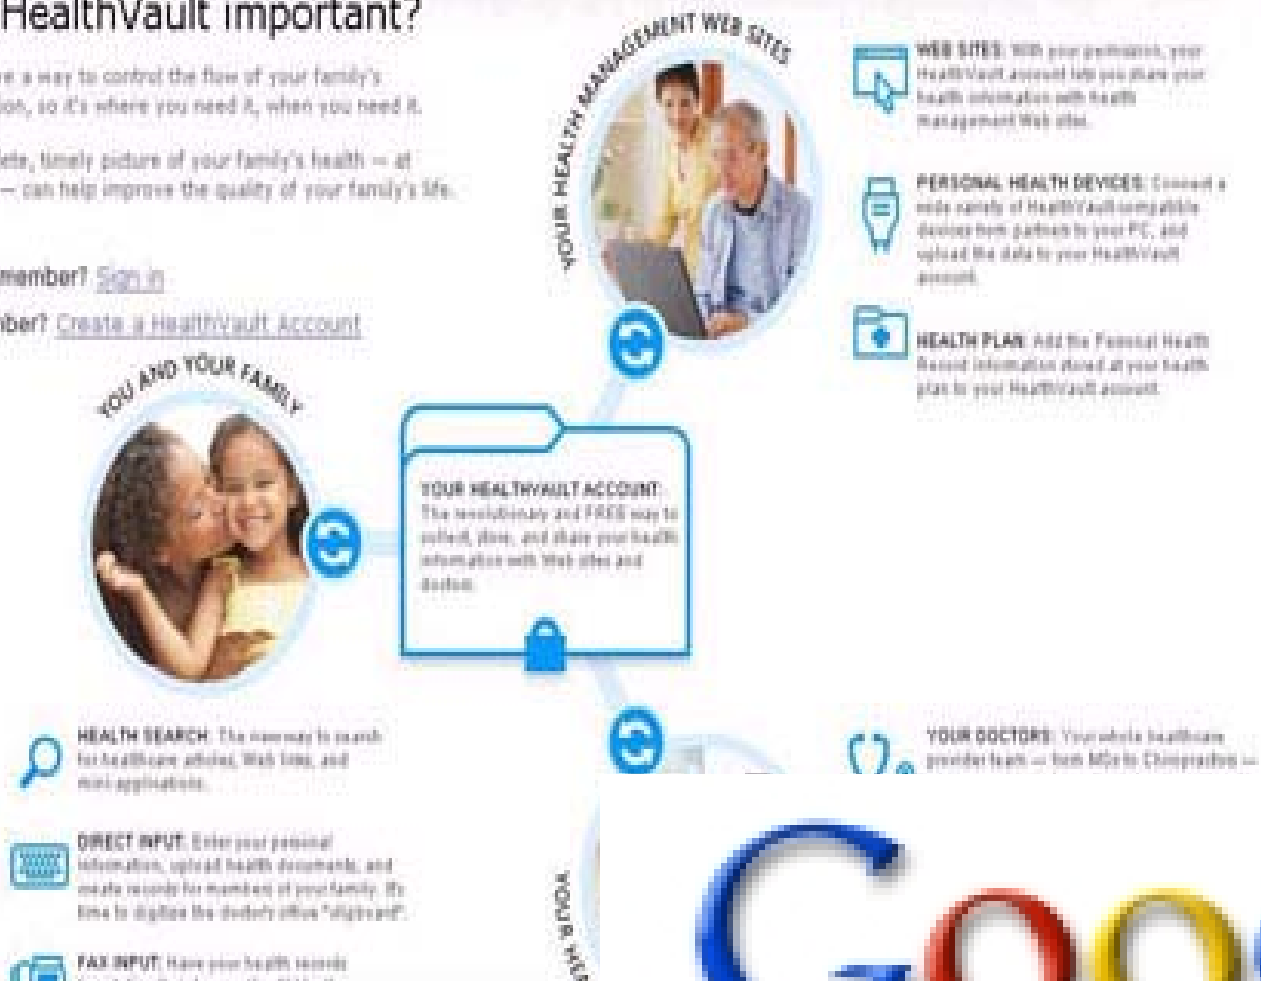 HealthVault important?
e a way to control the flow of your family's
on, so it's where you need it, when you need it.
ete, timely picture of your family's health — at
— can help improve the quality of your family's life.
member? Sign in
ber? Create a HealthVault Account
YOUR HEALTH MANAGEMENT WEB SITES
WEB SITES: With your permission, your
HealthVault account lets you share your
health information with health
management Web sites.
PERSONAL HEALTH DEVICES: Connect a
wide variety of HealthVault-compatible
devices from partners to your PC, and
upload the data to your HealthVault
account.
HEALTH PLAN: Add the Personal Health
Record information stored at your health
plan to your HealthVault account.
YOU AND YOUR FAMILY
YOUR HEALTHVAULT ACCOUNT:
The revolutionary and FREE way to
collect, store, and share your health
information with Web sites and
doctors.
HEALTH SEARCH: The new way to search
for healthcare articles, Web links, and
mini applications.
DIRECT INPUT: Enter your personal
information, upload health documents, and
create records for members of your family. It's
time to digitize the doctor's office "clipboard".
FAX INPUT: Have your health records
YOUR DOCTORS: Your whole healthcare
provider team — from MDs to Chiropractors —
YOUR HEA
Goo